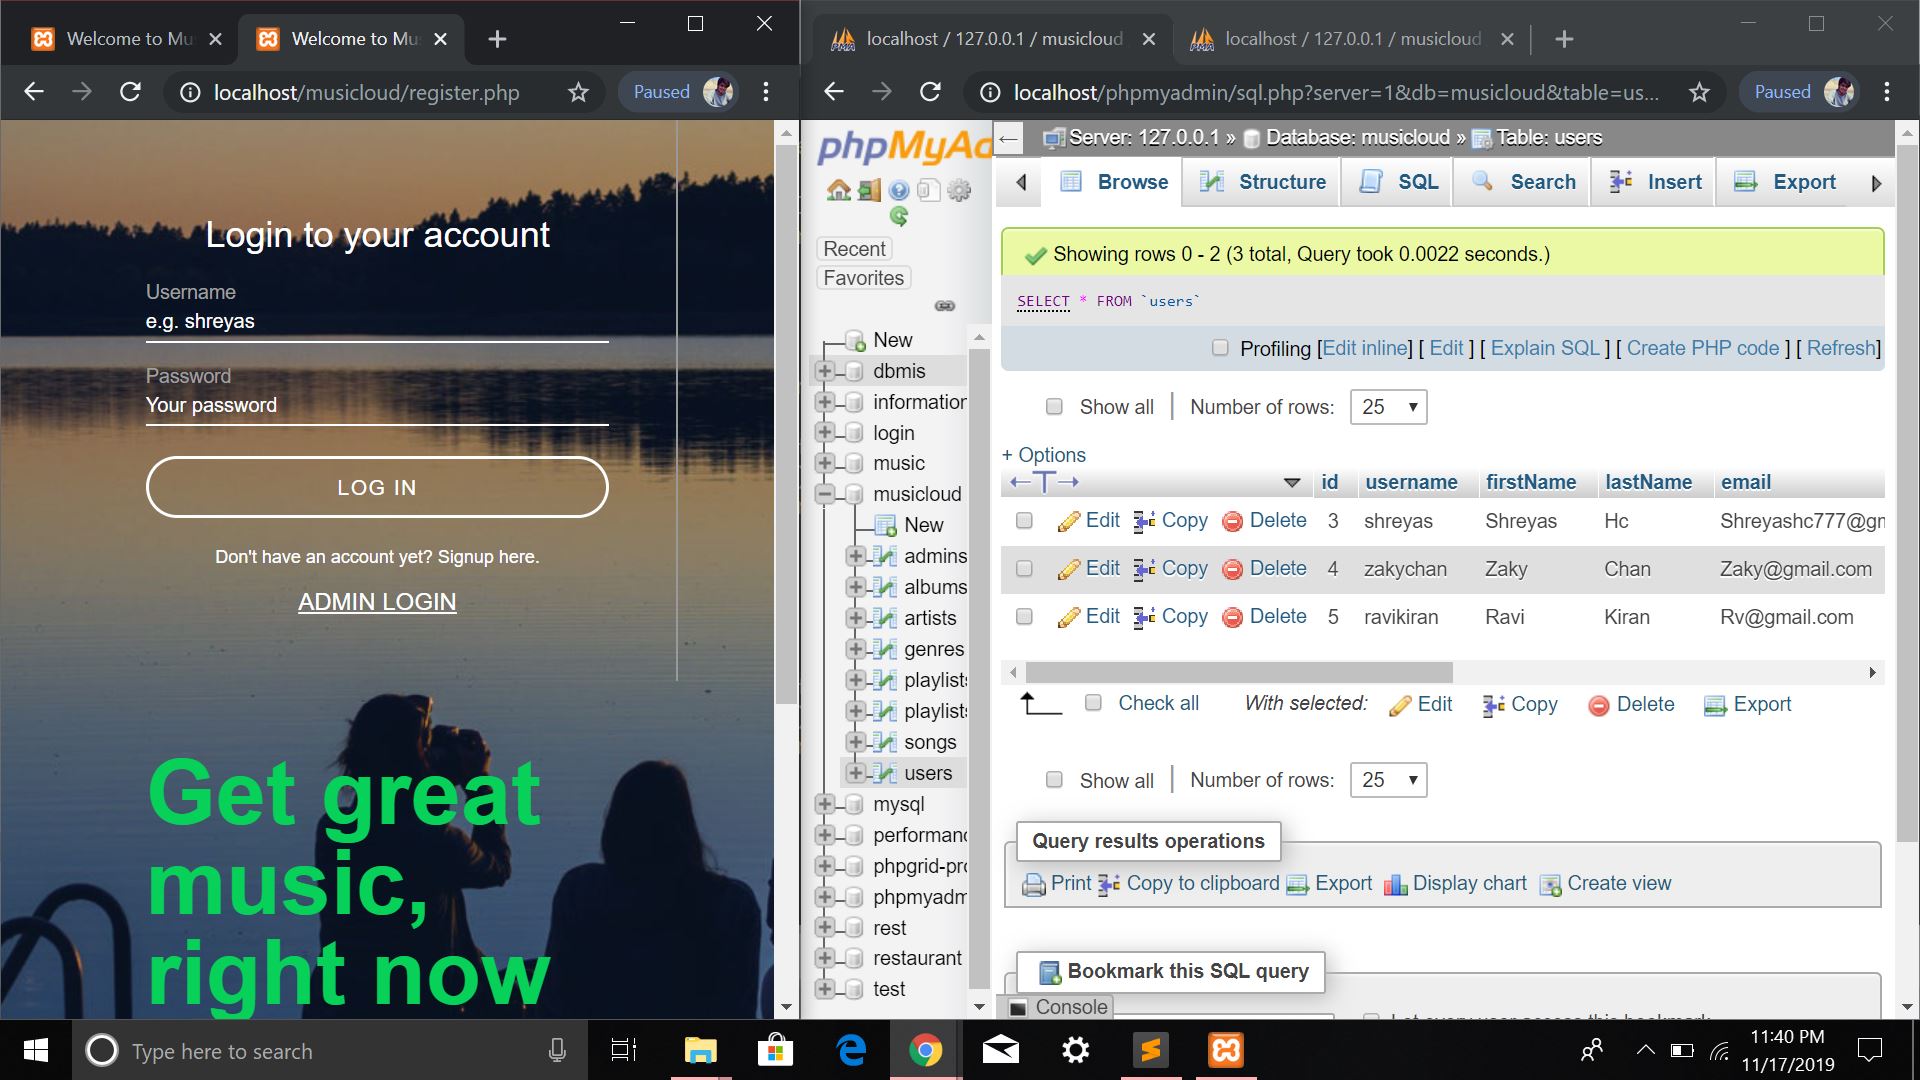 Welcome to Mu
Welcome to Mu
localhost/musicloud/register.php
Paused
Login to your account
Username
e.g. shreyas
Password
Your password
LOG IN
Don't have an account yet? Signup here.
ADMIN LOGIN
Get great
music,
right now
localhost / 127.0.0.1 / musicloud
localhost / 127.0.0.1 / musicloud
localhost/phpmyadmin/sql.php?server=1&db=musicloud&table=us...
Paused
phpMyAd
Recent
Favorites
New
dbmis
information
login
music
musicloud
New
admins
albums
artists
genres
playlists
playlists
songs
users
mysql
performanc
phpgrid-pro
phpmyadm
rest
restaurant
test
Server: 127.0.0.1 » Database: musicloud » Table: users
Browse Structure SQL Search Insert Export
Showing rows 0 - 2 (3 total, Query took 0.0022 seconds.)
SELECT * FROM `users`
Profiling [Edit inline] [ Edit ] [ Explain SQL ] [ Create PHP code ] [ Refresh]
Show all Number of rows: 25
+ Options
id username firstName lastName email
Edit Copy Delete 3 shreyas Shreyas Hc Shreyashc777@gm
Edit Copy Delete 4 zakychan Zaky Chan Zaky@gmail.com
Edit Copy Delete 5 ravikiran Ravi Kiran Rv@gmail.com
Check all With selected: Edit Copy Delete Export
Show all Number of rows: 25
Query results operations
Print Copy to clipboard Export Display chart Create view
Bookmark this SQL query
Console
Type here to search
11:40 PM
11/17/2019